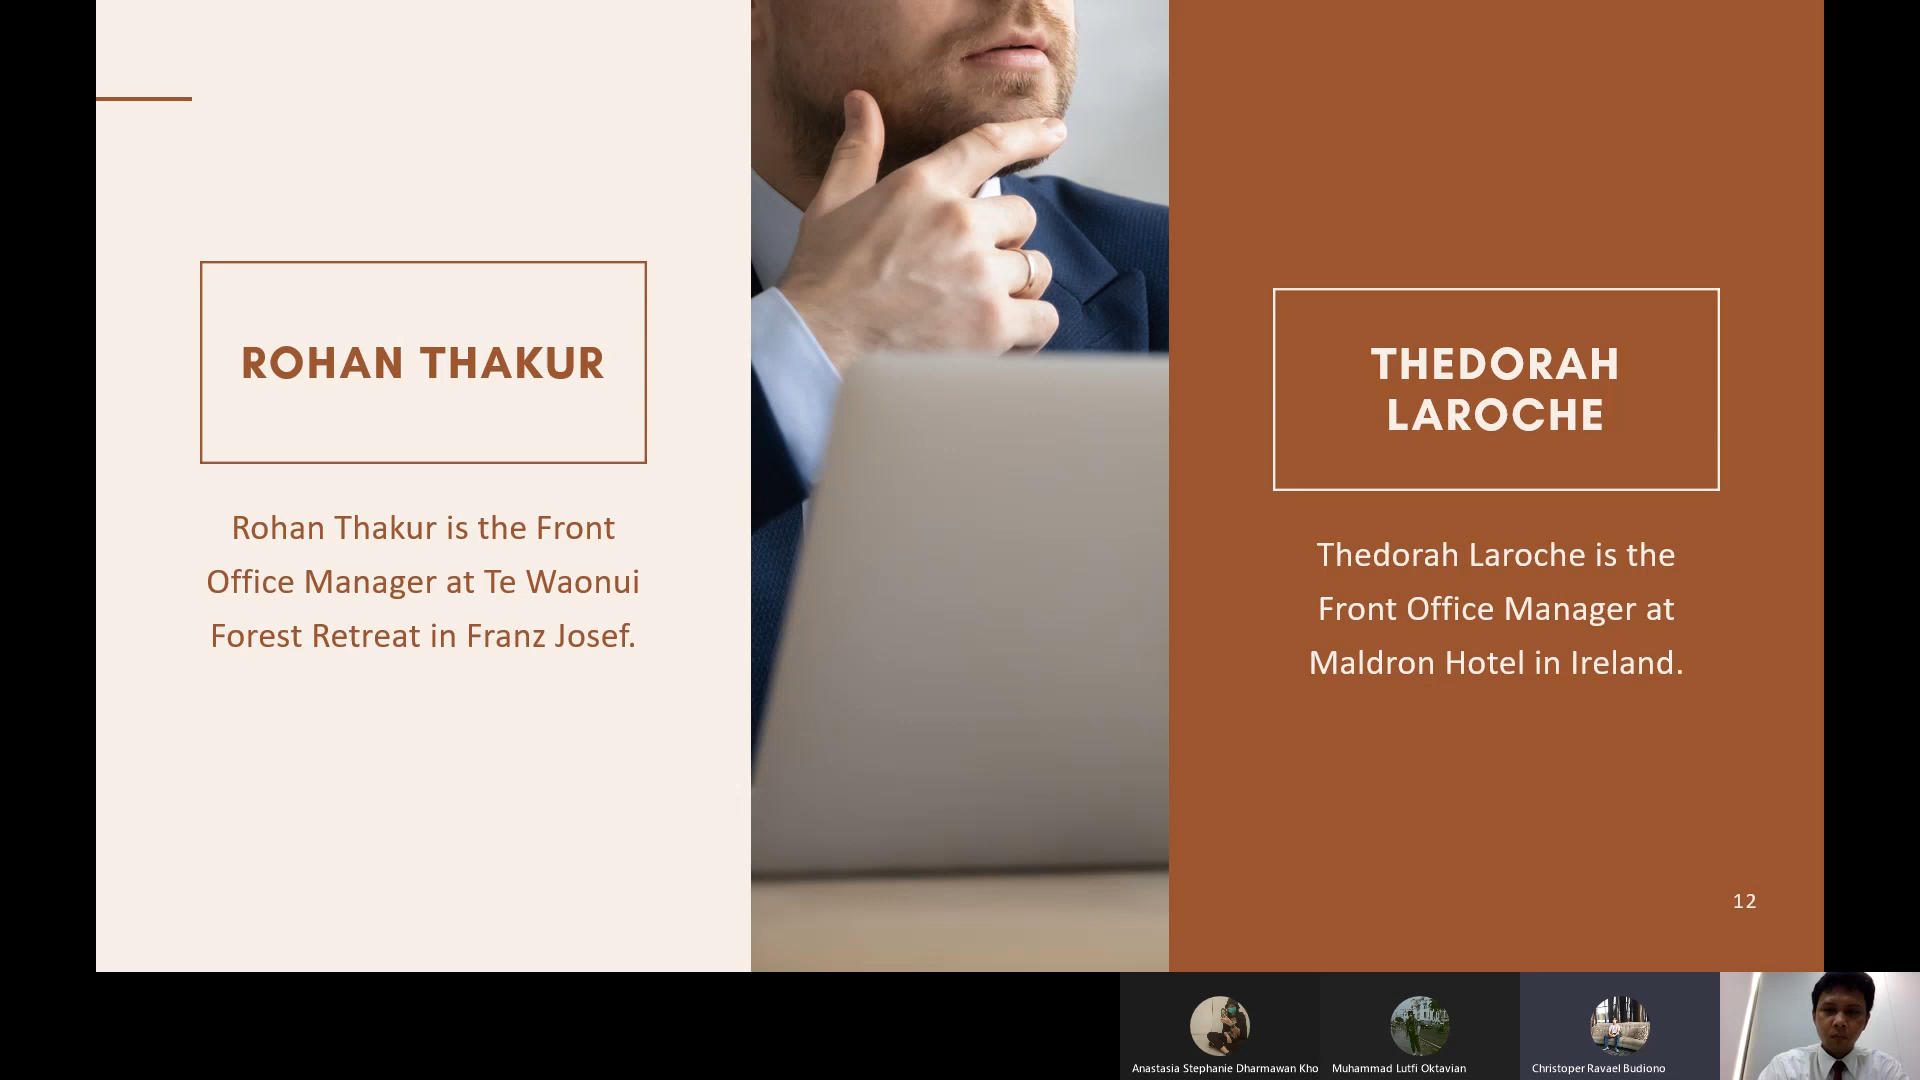 ROHAN THAKUR
Rohan Thakur is the Front
Office Manager at Te Waonui
Forest Retreat in Franz Josef.
THEDORAH
LAROCHE
Thedorah Laroche is the
Front Office Manager at
Maldron Hotel in Ireland.
12
Anastasia Stephanie Dharmawan Kho
Muhammad Lutfi Oktavian
Christoper Ravael Budiono